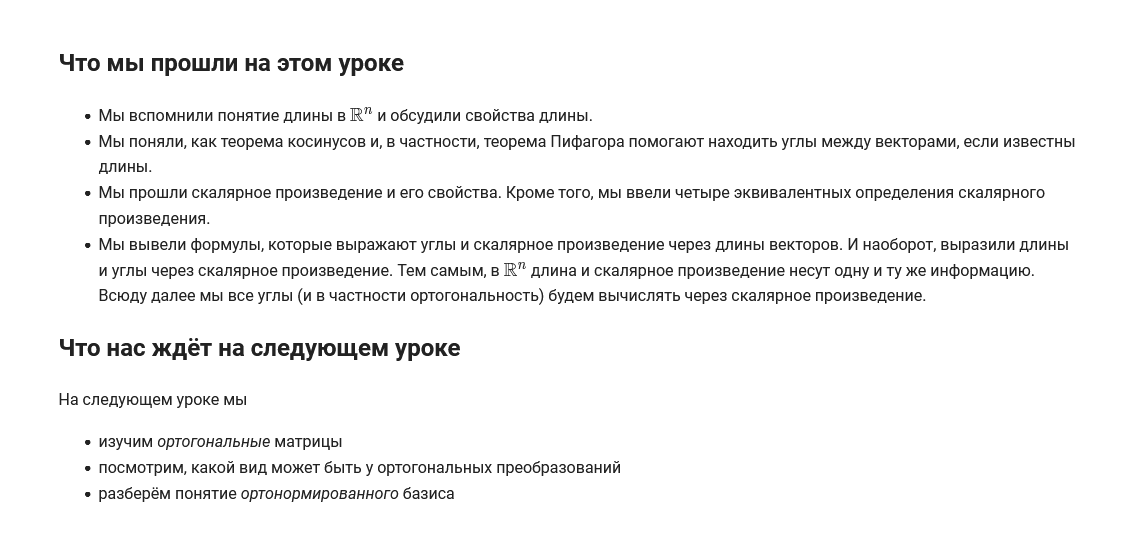 Что мы прошли на этом уроке
• Мы вспомнили понятие длины в ℝⁿ и обсудили свойства длины.
• Мы поняли, как теорема косинусов и, в частности, теорема Пифагора помогают находить углы между векторами, если известны
длины.
• Мы прошли скалярное произведение и его свойства. Кроме того, мы ввели четыре эквивалентных определения скалярного
произведения.
• Мы вывели формулы, которые выражают углы и скалярное произведение через длины векторов. И наоборот, выразили длины
и углы через скалярное произведение. Тем самым, в ℝⁿ длина и скалярное произведение несут одну и ту же информацию.
Всюду далее мы все углы (и в частности ортогональность) будем вычислять через скалярное произведение.
Что нас ждёт на следующем уроке
На следующем уроке мы
• изучим ортогональные матрицы
• посмотрим, какой вид может быть у ортогональных преобразований
• разберём понятие ортонормированного базиса